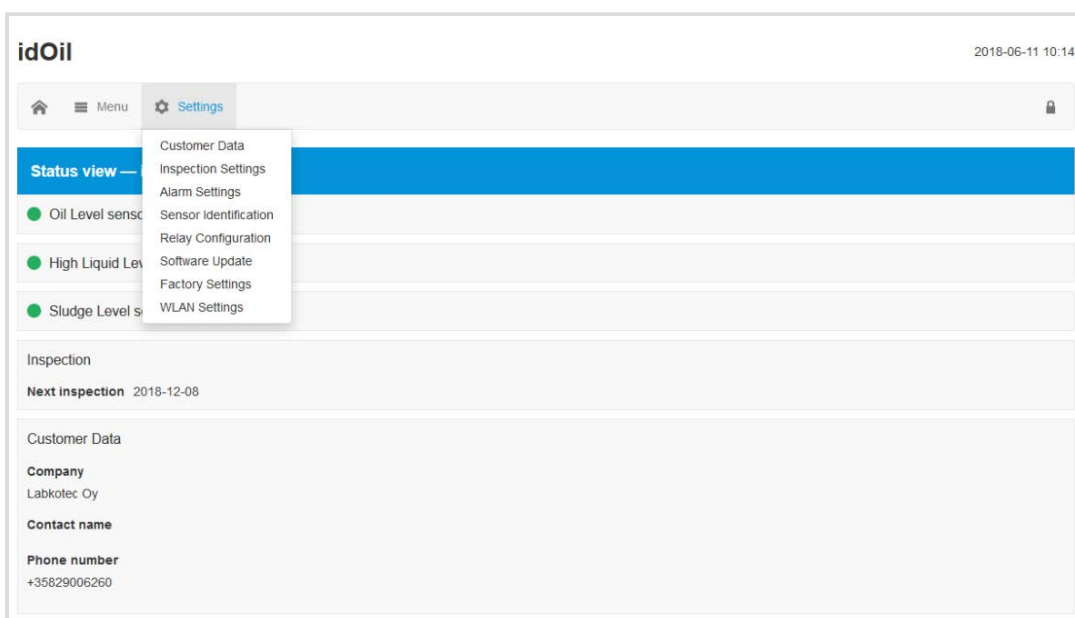 idOil
2018-06-11 10:14
Menu Settings
Customer Data
Inspection Settings
Alarm Settings
Sensor Identification
Relay Configuration
Software Update
Factory Settings
WLAN Settings
Status view —
Oil Level
High Liquid
Sludge Level
Inspection
Next inspection 2018-12-08
Customer Data
Company
Labkotec Oy
Contact name
Phone number
+35829006260